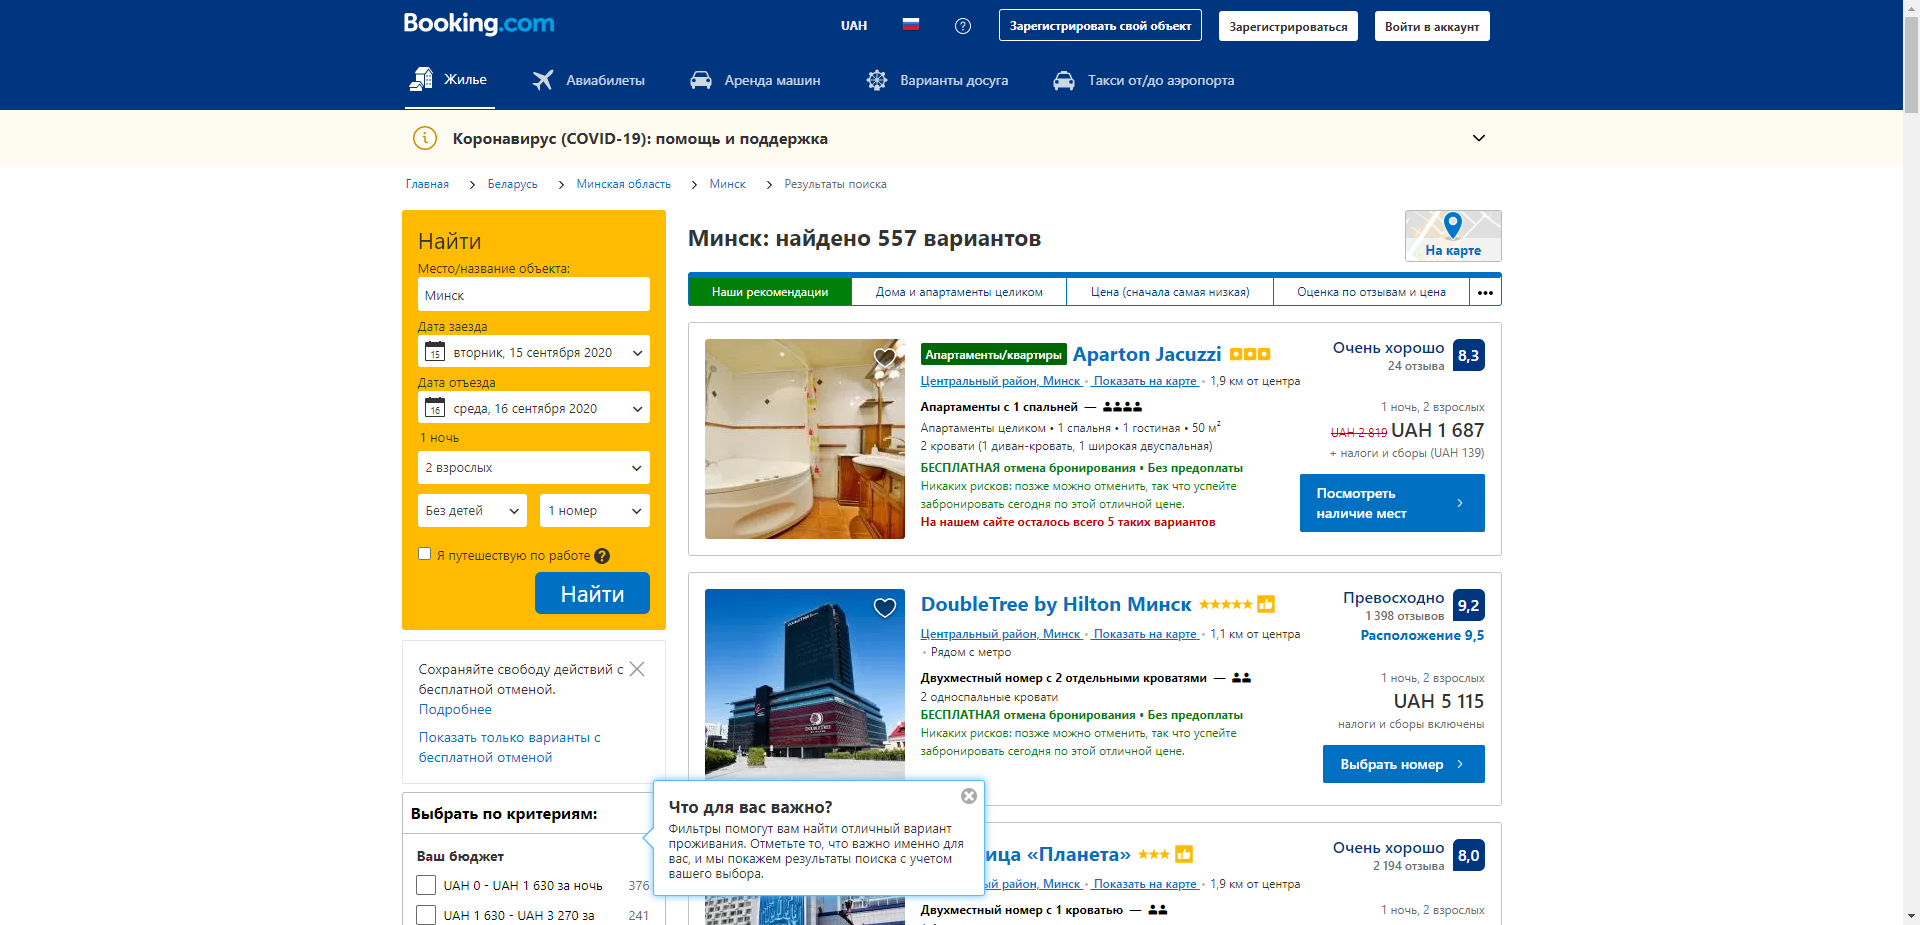 Booking.com
UAH
Зарегистрировать свой объект
Зарегистрироваться
Войти в аккаунт
Жилье
Авиабилеты
Аренда машин
Варианты досуга
Такси от/до аэропорта
Коронавирус (COVID-19): помощь и поддержка
Главная
Беларусь
Минская область
Минск
Результаты поиска
Найти
Место/название объекта:
Минск
Дата заезда
15 вторник, 15 сентября 2020
Дата отъезда
16 среда, 16 сентября 2020
1 ночь
2 взрослых
Без детей
1 номер
Я путешествую по работе ?
Найти
Сохраняйте свободу действий с
бесплатной отменой.
Подробнее
Показать только варианты с
бесплатной отменой
Выбрать по критериям:
Ваш бюджет
UAH 0 - UAH 1 630 за ночь 376
UAH 1 630 - UAH 3 270 за 241
Что для вас важно?
Фильтры помогут вам найти отличный вариант
проживания. Отметьте то, что важно именно для
вас, и мы покажем результаты поиска с учетом
вашего выбора.
Минск: найдено 557 вариантов
На карте
Наши рекомендации
Дома и апартаменты целиком
Цена (сначала самая низкая)
Оценка по отзывам и цена
•••
Апартаменты/квартиры Aparton Jacuzzi
Центральный район, Минск • Показать на карте • 1,9 км от центра
Апартаменты с 1 спальней —
Апартаменты целиком • 1 спальня • 1 гостиная • 50 м²
2 кровати (1 диван-кровать, 1 широкая двуспальная)
БЕСПЛАТНАЯ отмена бронирования • Без предоплаты
Никаких рисков: позже можно отменить, так что успейте
забронировать сегодня по этой отличной цене.
На нашем сайте осталось всего 5 таких вариантов
Очень хорошо 8,3
24 отзыва
1 ночь, 2 взрослых
UAH 2 819 UAH 1 687
+ налоги и сборы (UAH 139)
Посмотреть
наличие мест
DoubleTree by Hilton Минск
Центральный район, Минск • Показать на карте • 1,1 км от центра
• Рядом с метро
Двухместный номер с 2 отдельными кроватями —
2 односпальные кровати
БЕСПЛАТНАЯ отмена бронирования • Без предоплаты
Никаких рисков: позже можно отменить, так что успейте
забронировать сегодня по этой отличной цене.
DOUBLETREE
Превосходно 9,2
1 398 отзывов
Расположение 9,5
1 ночь, 2 взрослых
UAH 5 115
налоги и сборы включены
Выбрать номер
ица «Планета»
ый район, Минск • Показать на карте • 1,9 км от центра
Двухместный номер с 1 кроватью —
Очень хорошо 8,0
2 194 отзыва
1 ночь, 2 взрослых